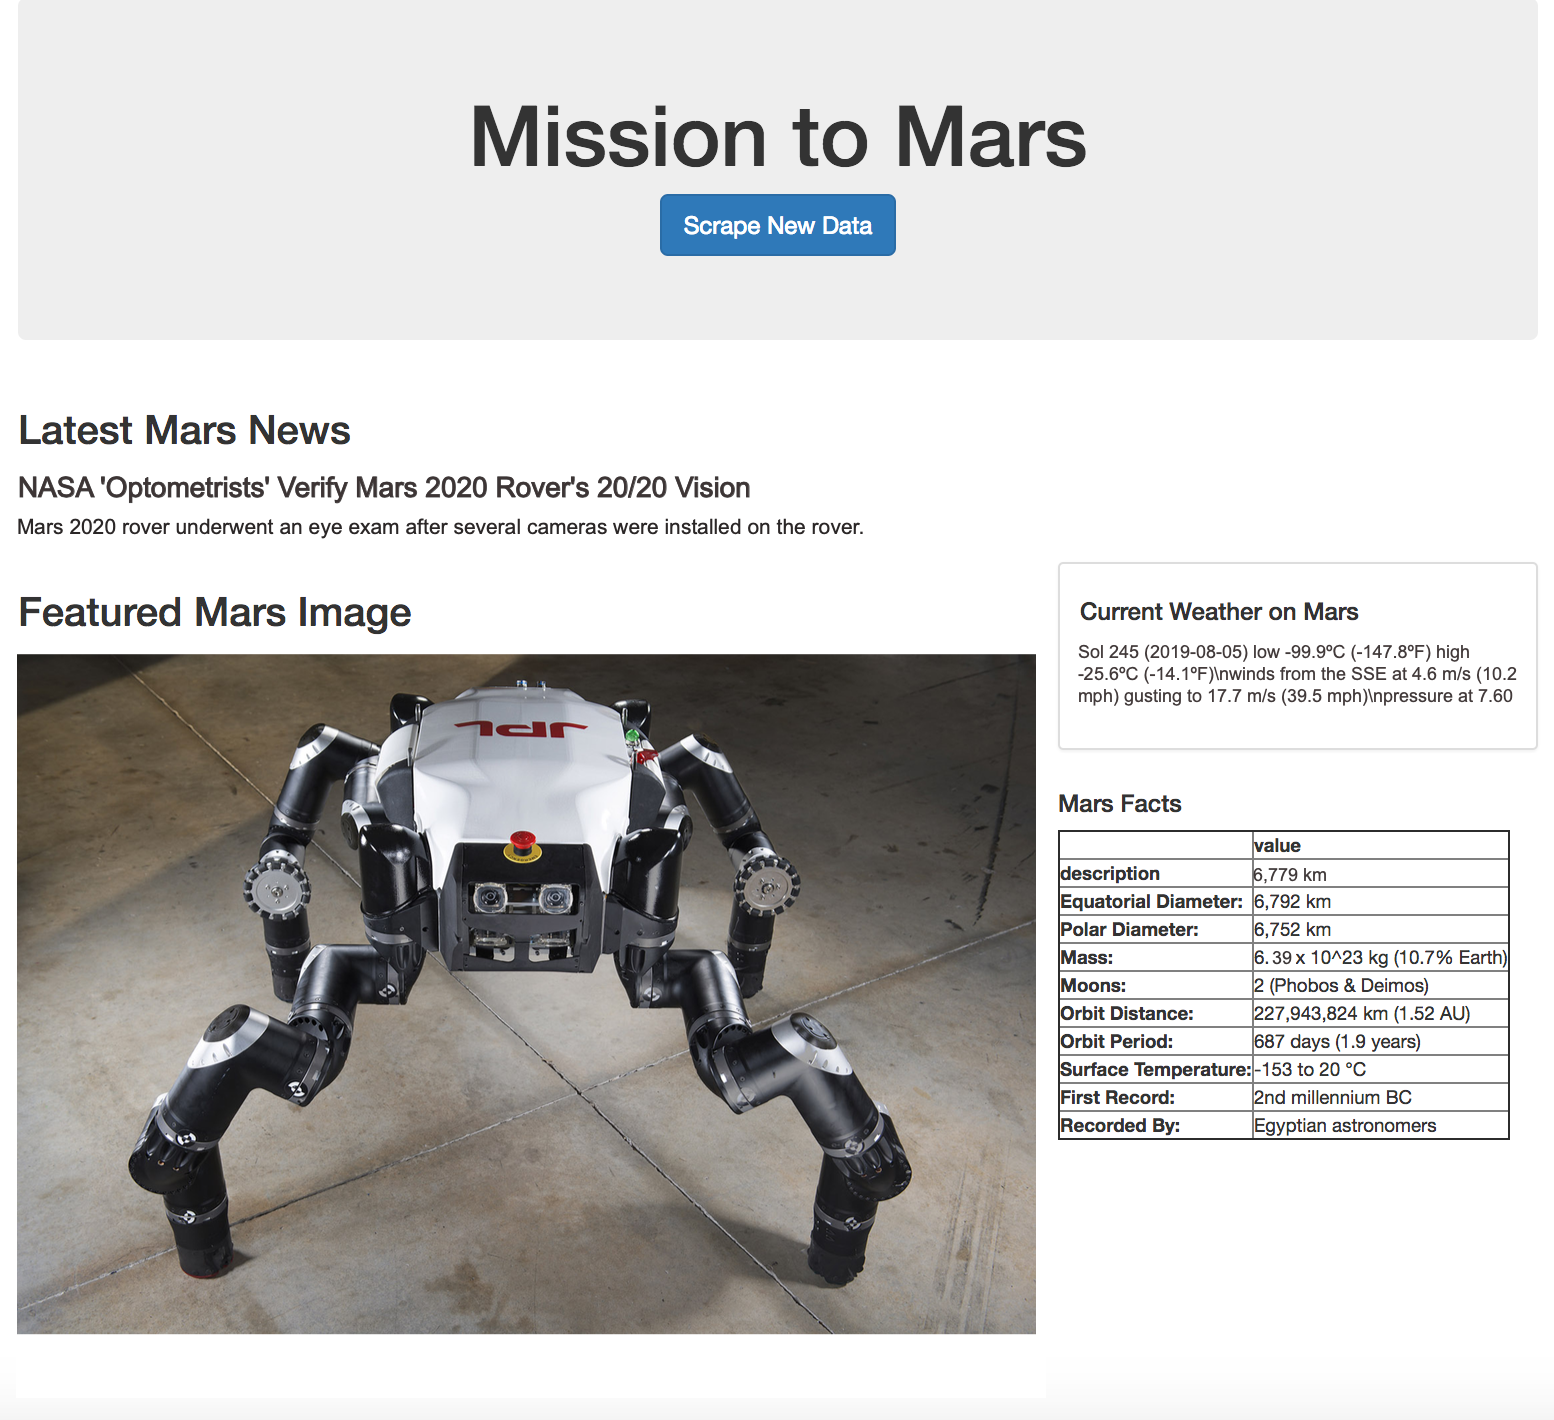 Mission to Mars
Scrape New Data
Latest Mars News
NASA 'Optometrists' Verify Mars 2020 Rover's 20/20 Vision
Mars 2020 rover underwent an eye exam after several cameras were installed on the rover.
Featured Mars Image
JPL
Current Weather on Mars
Sol 245 (2019-08-05) low -99.9ºC (-147.8ºF) high
-25.6ºC (-14.1ºF)\nwinds from the SSE at 4.6 m/s (10.2
mph) gusting to 17.7 m/s (39.5 mph)\npressure at 7.60
Mars Facts
value
description 6,779 km
Equatorial Diameter: 6,792 km
Polar Diameter: 6,752 km
Mass: 6.39 x 10^23 kg (10.7% Earth)
Moons: 2 (Phobos & Deimos)
Orbit Distance: 227,943,824 km (1.52 AU)
Orbit Period: 687 days (1.9 years)
Surface Temperature: -153 to 20 °C
First Record: 2nd millennium BC
Recorded By: Egyptian astronomers